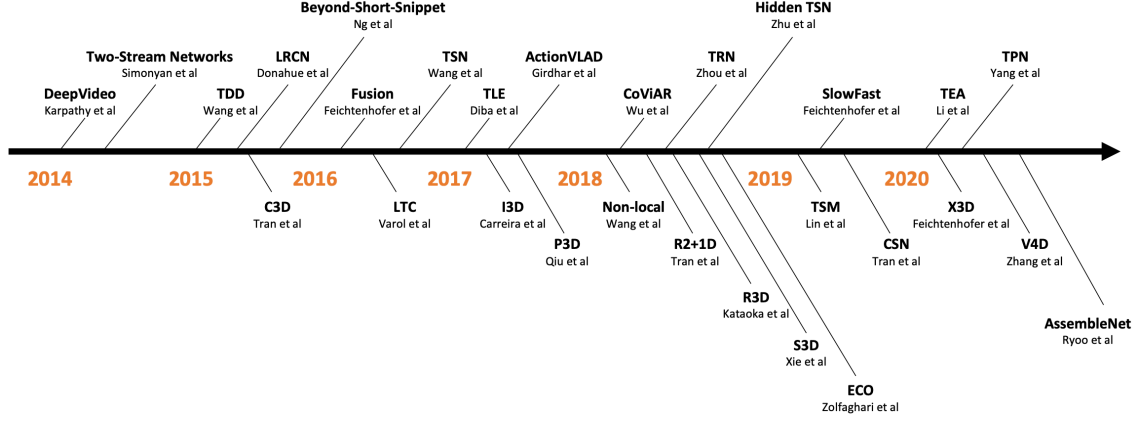 Beyond-Short-Snippet
Ng et al
Hidden TSN
Zhu et al
Two-Stream Networks
Simonyan et al
LRCN
Donahue et al
TSN
Wang et al
ActionVLAD
Girdhar et al
TRN
Zhou et al
TPN
Yang et al
DeepVideo
Karpathy et al
TDD
Wang et al
Fusion
Feichtenhofer et al
TLE
Diba et al
CoViAR
Wu et al
SlowFast
Feichtenhofer et al
TEA
Li et al
2014
2015
2016
2017
2018
2019
2020
C3D
Tran et al
LTC
Varol et al
I3D
Carreira et al
Non-local
Wang et al
TSM
Lin et al
X3D
Feichtenhofer et al
P3D
Qiu et al
R2+1D
Tran et al
CSN
Tran et al
V4D
Zhang et al
R3D
Kataoka et al
AssembleNet
Ryoo et al
S3D
Xie et al
ECO
Zolfaghari et al